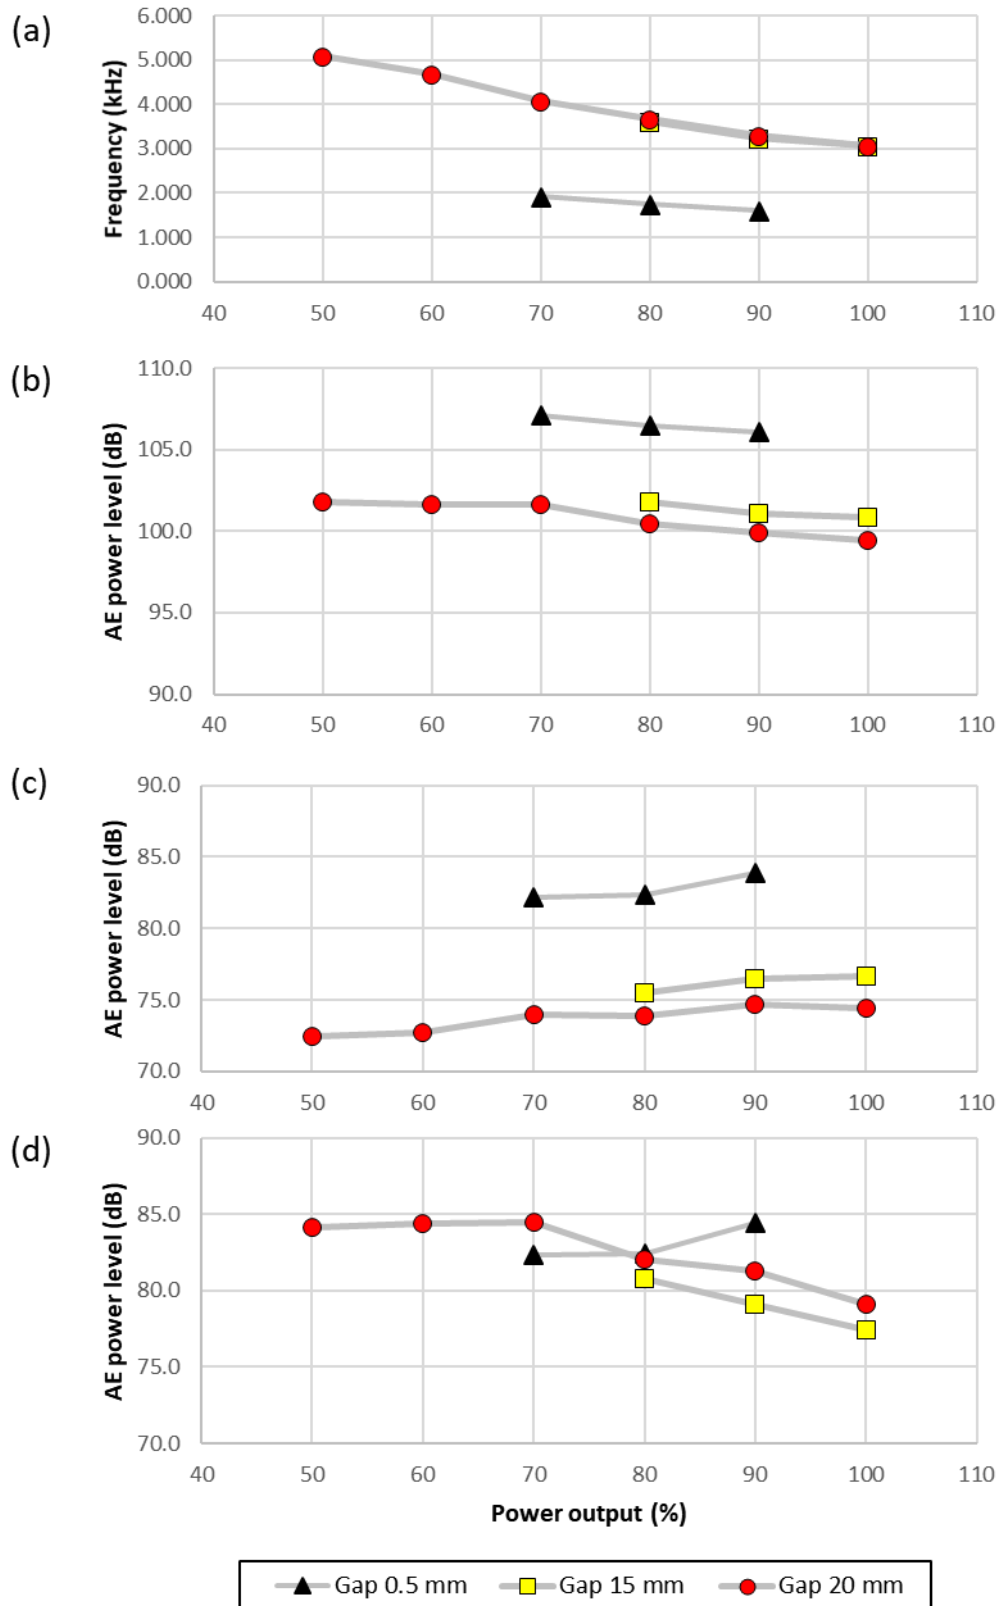 (a)
Frequency (kHz)
6.000
5.000
4.000
3.000
2.000
1.000
0.000
40 50 60 70 80 90 100 110
(b)
AE power level (dB)
110.0
105.0
100.0
95.0
90.0
40 50 60 70 80 90 100 110
(c)
AE power level (dB)
90.0
85.0
80.0
75.0
70.0
40 50 60 70 80 90 100 110
(d)
AE power level (dB)
90.0
85.0
80.0
75.0
70.0
40 50 60 70 80 90 100 110
Power output (%)
Gap 0.5 mm Gap 15 mm Gap 20 mm